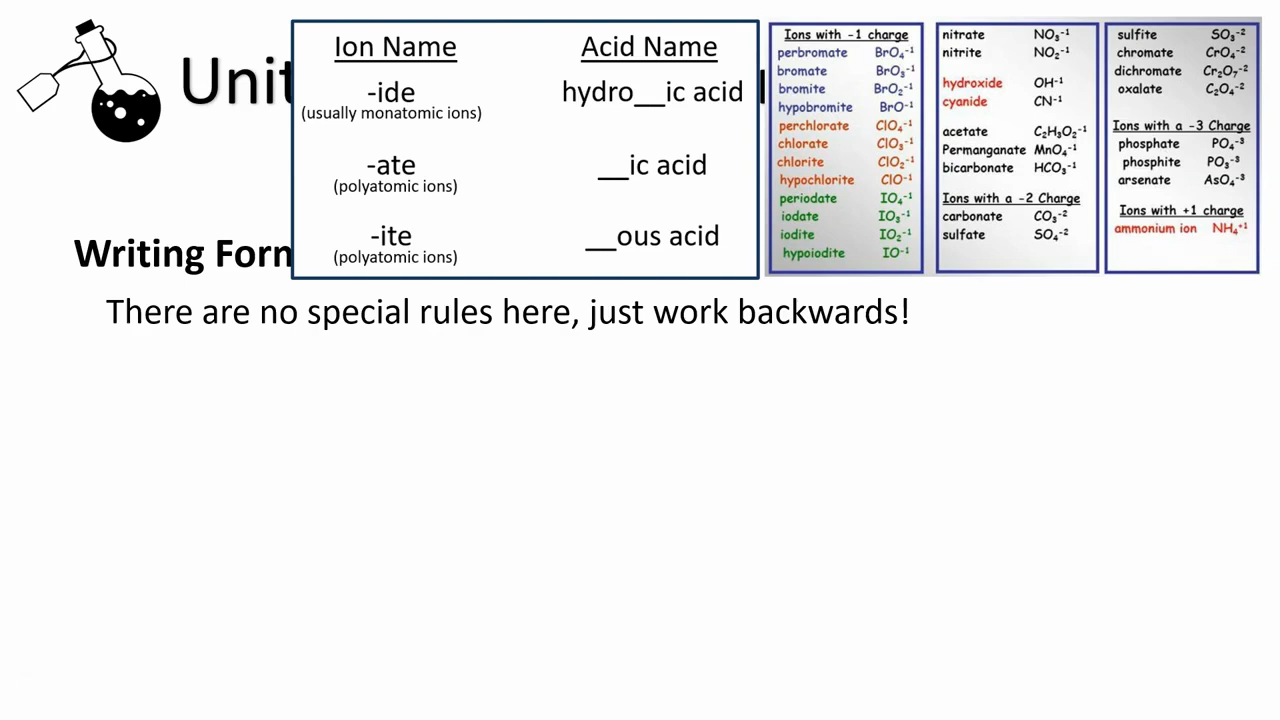 Unit
Ion Name Acid Name
-ide hydro__ic acid
(usually monatomic ions)
-ate __ic acid
(polyatomic ions)
-ite __ous acid
(polyatomic ions)
Ions with -1 charge
perbromate BrO₄⁻¹
bromate BrO₃⁻¹
bromite BrO₂⁻¹
hypobromite BrO⁻¹
perchlorate ClO₄⁻¹
chlorate ClO₃⁻¹
chlorite ClO₂⁻¹
hypochlorite ClO⁻¹
periodate IO₄⁻¹
iodate IO₃⁻¹
iodite IO₂⁻¹
hypoiodite IO⁻¹
nitrate NO₃⁻¹
nitrite NO₂⁻¹
hydroxide OH⁻¹
cyanide CN⁻¹
acetate C₂H₃O₂⁻¹
Permanganate MnO₄⁻¹
bicarbonate HCO₃⁻¹
Ions with a -2 Charge
carbonate CO₃⁻²
sulfate SO₄⁻²
sulfite SO₃⁻²
chromate CrO₄⁻²
dichromate Cr₂O₇⁻²
oxalate C₂O₄⁻²
Ions with a -3 Charge
phosphate PO₄⁻³
phosphite PO₃⁻³
arsenate AsO₄⁻³
Ions with +1 charge
ammonium ion NH₄⁺¹
Writing Form
There are no special rules here, just work backwards!